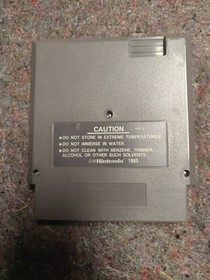 CAUTION
●DO NOT STORE IN EXTREME TEMPERATURES.
●DO NOT IMMERSE IN WATER.
●DO NOT CLEAN WITH BENZENE, THINNER,
ALCOHOL OR OTHER SUCH SOLVENTS.
Nintendo 1985